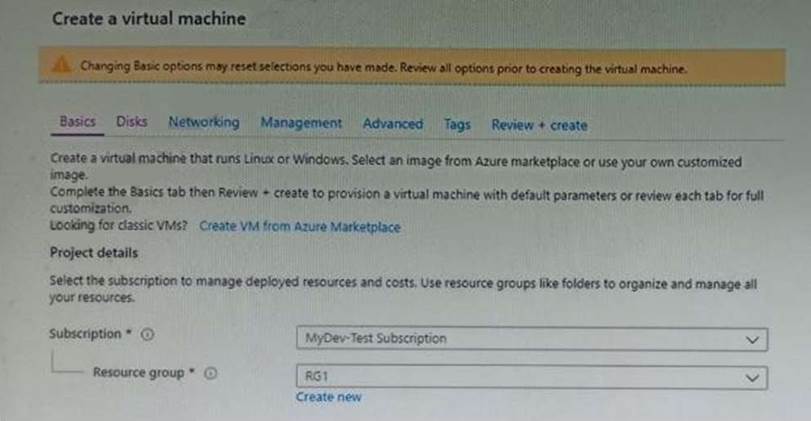 Create a virtual machine
Changing Basic options may reset selections you have made. Review all options prior to creating the virtual machine.
Basics Disks Networking Management Advanced Tags Review + create
Create a virtual machine that runs Linux or Windows. Select an image from Azure marketplace or use your own customized
image.
Complete the Basics tab then Review + create to provision a virtual machine with default parameters or review each tab for full
customization.
Looking for classic VMs? Create VM from Azure Marketplace
Project details
Select the subscription to manage deployed resources and costs. Use resource groups like folders to organize and manage all
your resources.
Subscription * MyDev-Test Subscription
Resource group * RG1
Create new